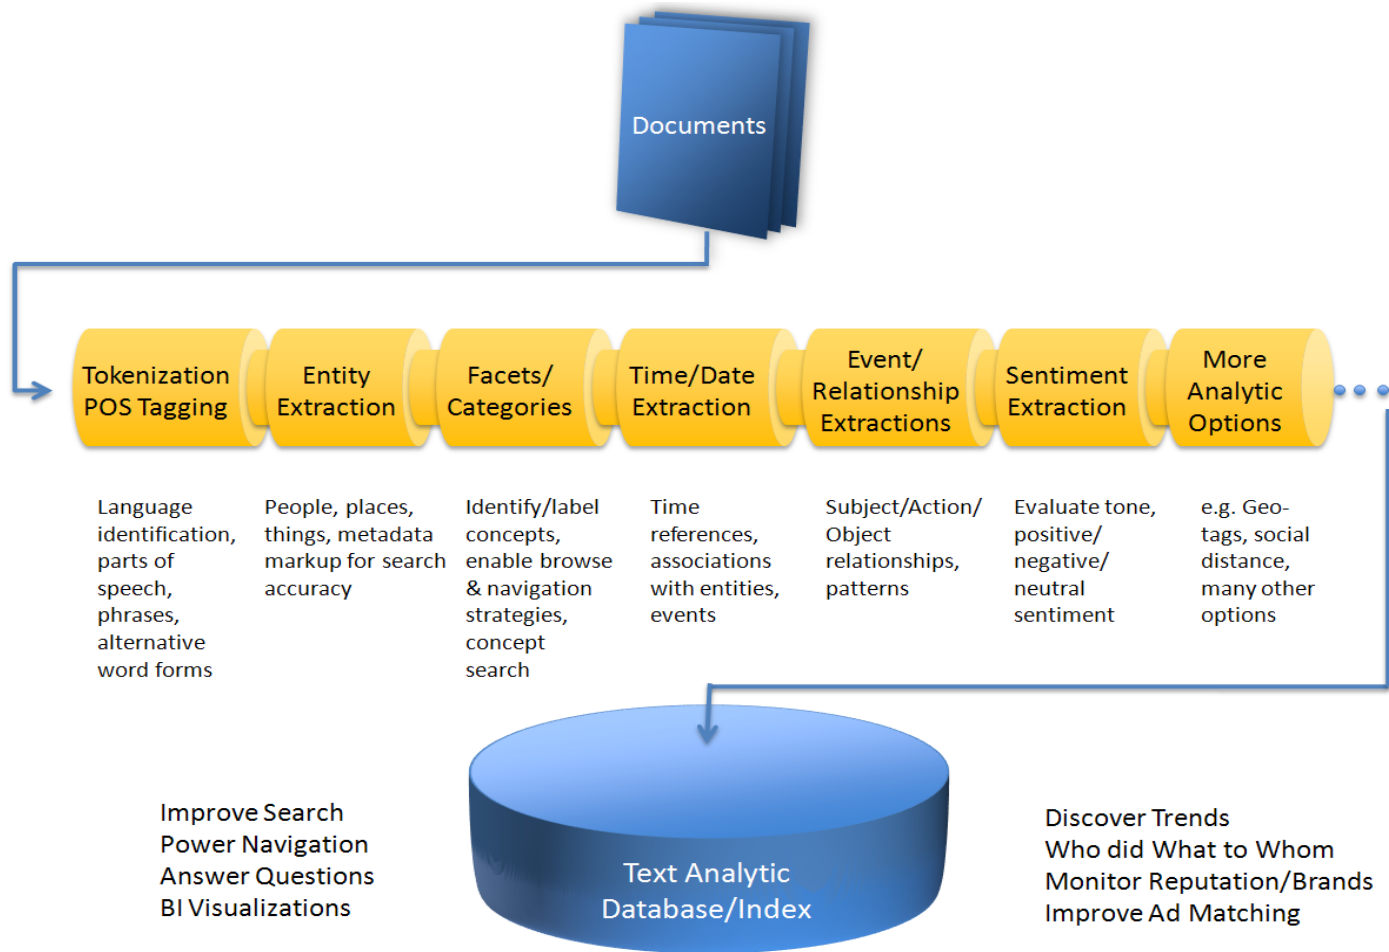 Documents
Tokenization
POS Tagging
Entity
Extraction
Facets/
Categories
Time/Date
Extraction
Event/
Relationship
Extractions
Sentiment
Extraction
More
Analytic
Options
Language
identification,
parts of
speech,
phrases,
alternative
word forms
People, places,
things, metadata
markup for search
accuracy
Identify/label
concepts,
enable browse
& navigation
strategies,
concept
search
Time
references,
associations
with entities,
events
Subject/Action/
Object
relationships,
patterns
Evaluate tone,
positive/
negative/
neutral
sentiment
e.g. Geo-
tags, social
distance,
many other
options
Improve Search
Power Navigation
Answer Questions
BI Visualizations
Text Analytic
Database/Index
Discover Trends
Who did What to Whom
Monitor Reputation/Brands
Improve Ad Matching